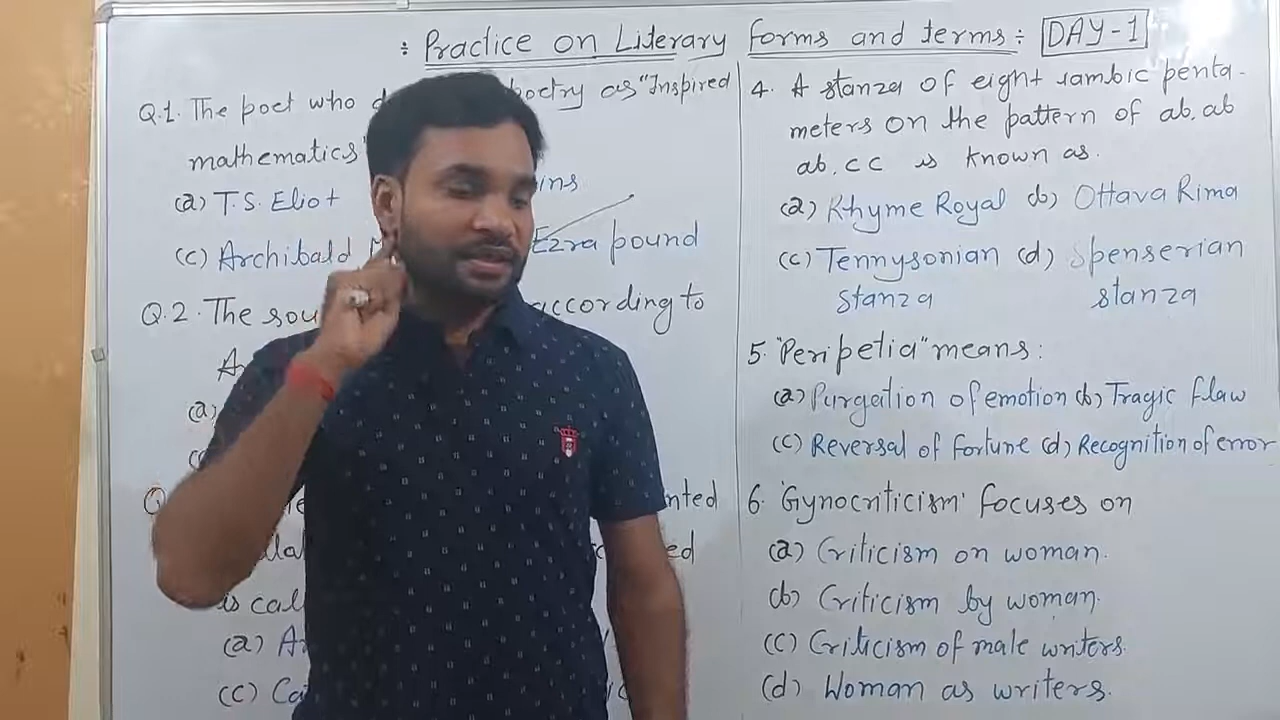 : Practice on Literary forms and terms : DAY-1
Q.1. The poet who poetry as "Inspired
mathematics"
(a) T.S. Eliot
(c) Archibald Ezra pound
Q.2. The according to
(a)
is
(a)
(c)
4. A stanza of eight iambic penta-
meters on the pattern of ab, ab
ab, cc is known as.
(a) Rhyme Royal (b) Ottava Rima
(c) Tennysonian (d) Spenserian
stanza stanza
5. "Peripetia" means:
(a) Purgation of emotion (b) Tragic flaw
(c) Reversal of fortune (d) Recognition of error
6. 'Gynocriticism' focuses on
(a) Criticism on woman.
(b) Criticism by woman.
(c) Criticism of male writers.
(d) Woman as writers.